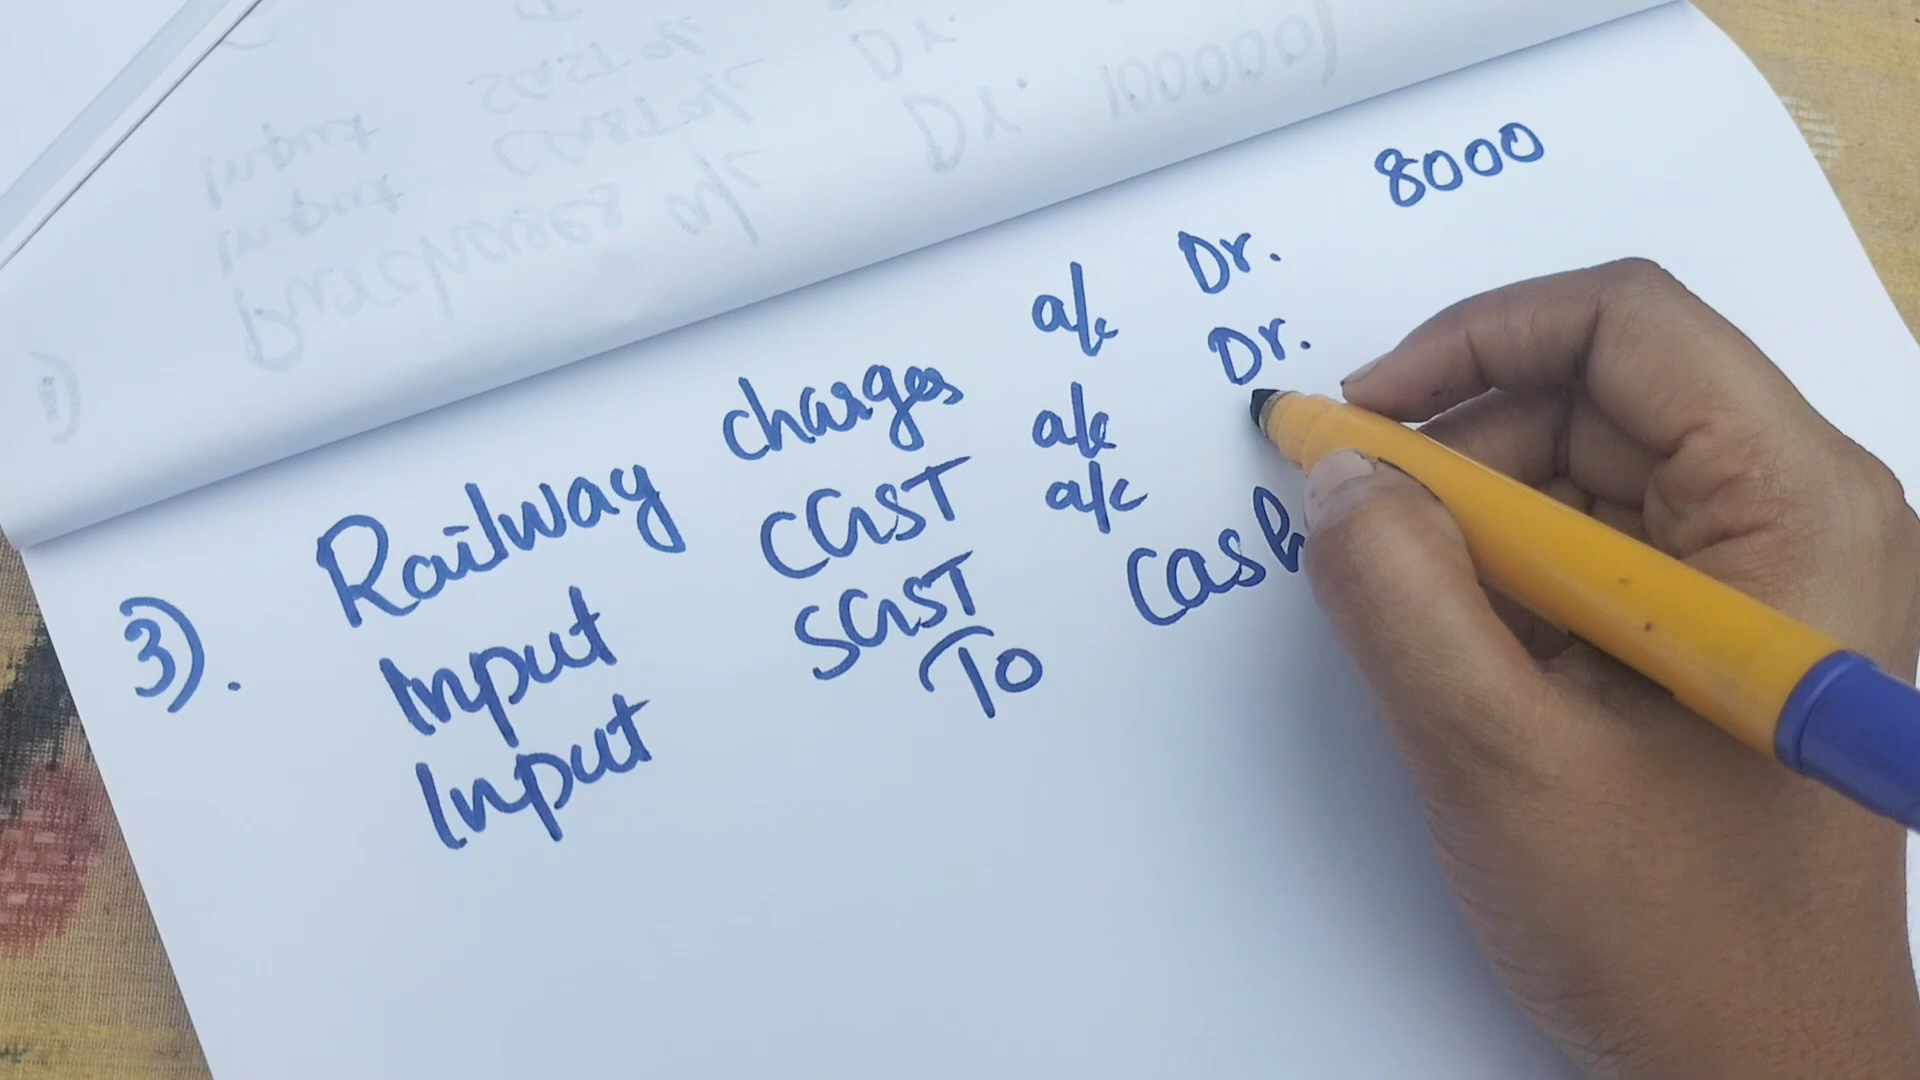 3). Railway charges a/c Dr. 8000
Input CGST a/c Dr.
Input SGST a/c
To Cash